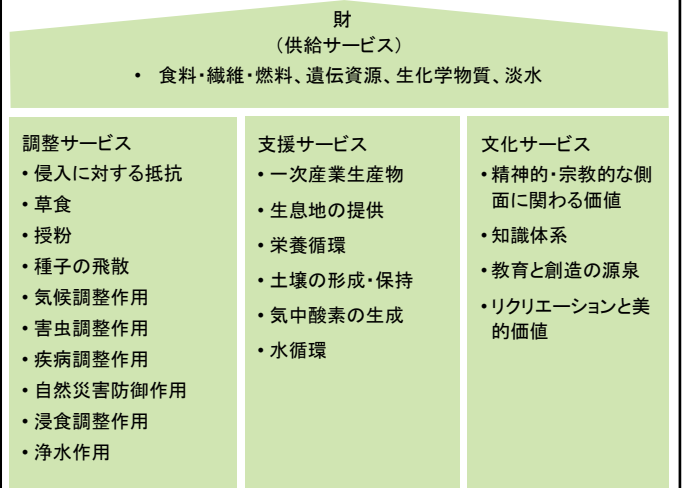 財
（供給サービス）
• 食料・繊維・燃料、遺伝資源、生化学物質、淡水
調整サービス
• 侵入に対する抵抗
• 草食
• 授粉
• 種子の飛散
• 気候調整作用
• 害虫調整作用
• 疾病調整作用
• 自然災害防御作用
• 浸食調整作用
• 浄水作用
支援サービス
• 一次産業生産物
• 生息地の提供
• 栄養循環
• 土壌の形成・保持
• 気中酸素の生成
• 水循環
文化サービス
• 精神的・宗教的な側
面に関わる価値
• 知識体系
• 教育と創造の源泉
• リクリエーションと美
的価値